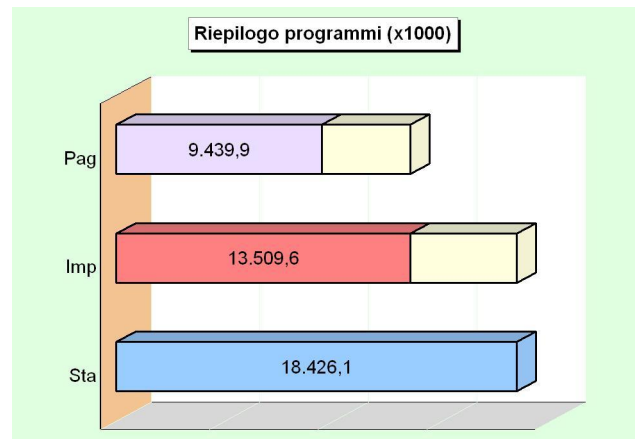 Riepilogo programmi (x1000)
Pag
9.439,9
Imp
13.509,6
Sta
18.426,1